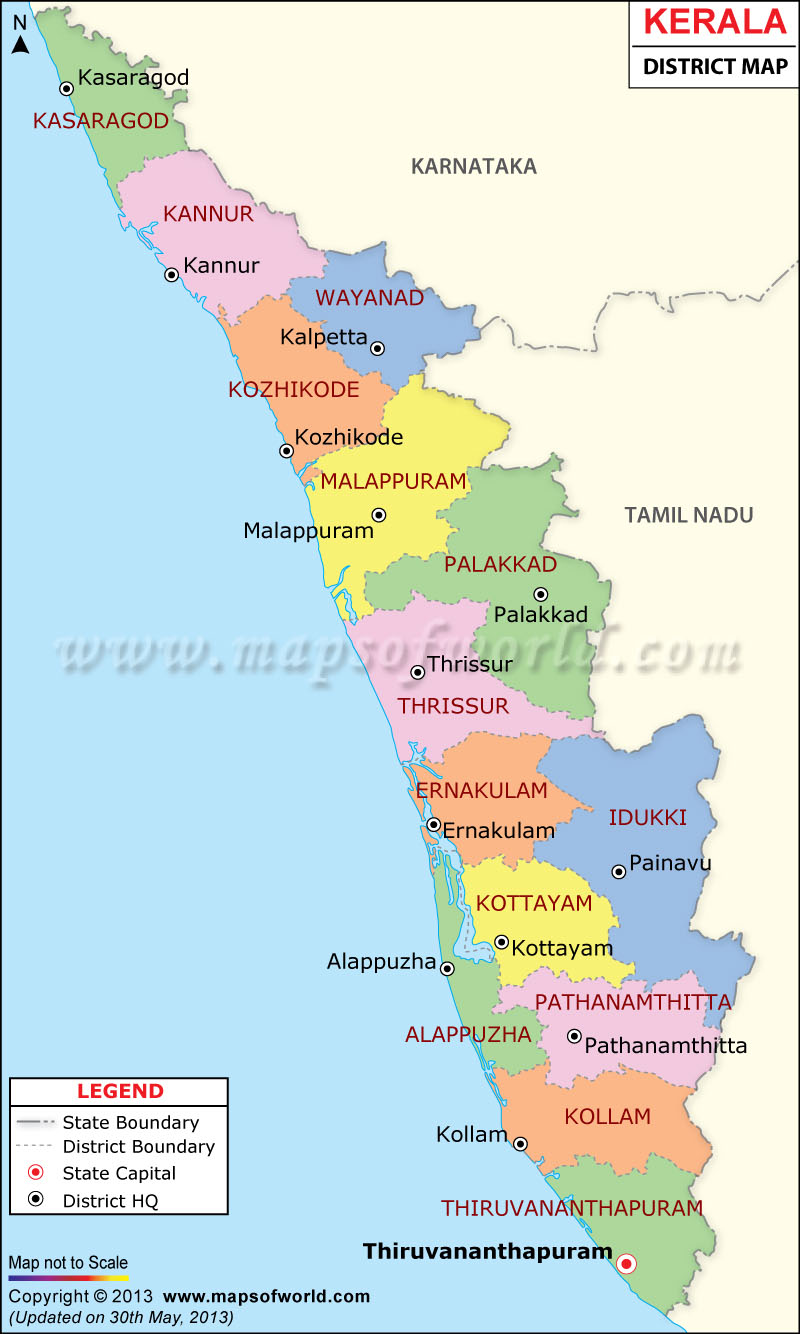 KERALA
DISTRICT MAP
N
Kasaragod
KASARAGOD
KARNATAKA
KANNUR
Kannur
WAYANAD
Kalpetta
KOZHIKODE
Kozhikode
MALAPPURAM
Malappuram
TAMIL NADU
PALAKKAD
Palakkad
www.mapsofworld.com
Thrissur
THRISSUR
ERNAKULAM
Ernakulam
IDUKKI
Painavu
KOTTAYAM
Kottayam
Alappuzha
PATHANAMTHITTA
ALAPPUZHA
Pathanamthitta
KOLLAM
Kollam
THIRUVANANTHAPURAM
Thiruvananthapuram
LEGEND
State Boundary
District Boundary
State Capital
District HQ
Map not to Scale
Copyright © 2013 www.mapsofworld.com
(Updated on 30th May, 2013)